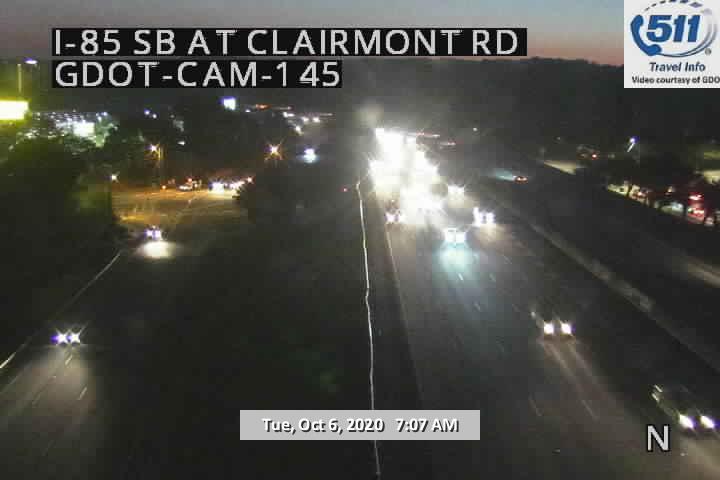 I-85 SB AT CLAIRMONT RD
GDOT-CAM-145
511
Travel Info
Video courtesy of GDO
Tue, Oct 6, 2020 7:07 AM
N